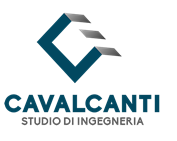 CAVALCANTI
STUDIO DI INGEGNERIA